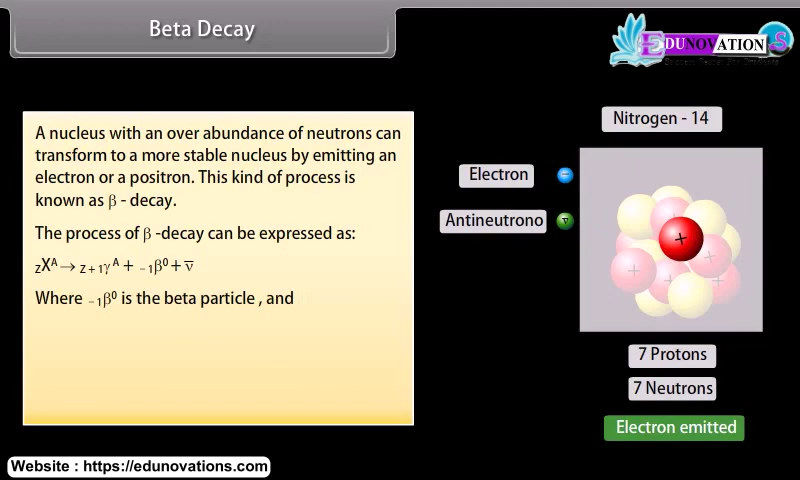 Beta Decay
EDUNOVATIONS
A nucleus with an over abundance of neutrons can
transform to a more stable nucleus by emitting an
electron or a positron. This kind of process is
known as β - decay.
The process of β -decay can be expressed as:
zXᴬ → z + 1γᴬ + ₋₁β⁰ + ν̅
Where ₋₁β⁰ is the beta particle , and
Nitrogen - 14
Electron
−
Antineutrono
ν̅
+
+
+
+
+
+
7 Protons
7 Neutrons
Electron emitted
Website : https://edunovations.com